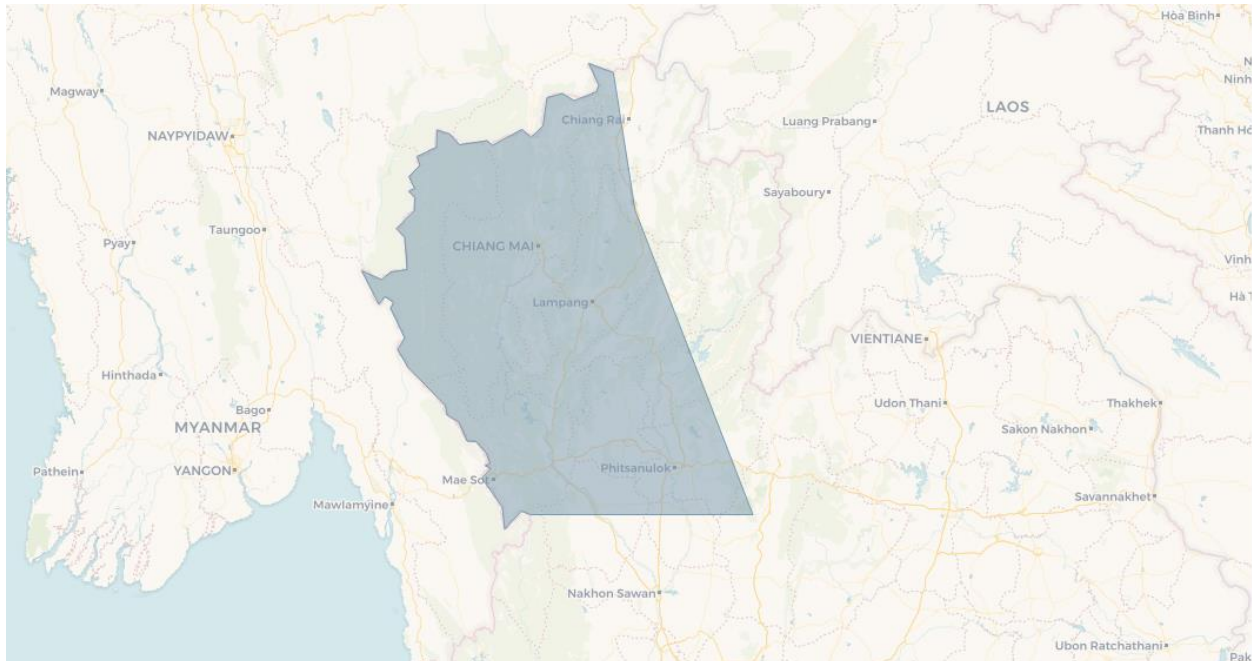 Hòa Bình
Magway
Ninh
LAOS
Chiang Rai
Luang Prabang
NAYPYIDAW
Thanh Hó
Sayaboury
Taungoo
Pyay
CHIANG MAI
Vinh
Hà T
Lampang
VIENTIANE
Hinthada
Udon Thani
Thakhek
Bago
MYANMAR
Sakon Nakhon
YANGON
Pathein
Phitsanulok
Mae Sot
Savannakhet
Mawlamyine
Nakhon Sawan
Ubon Ratchathani
Pak